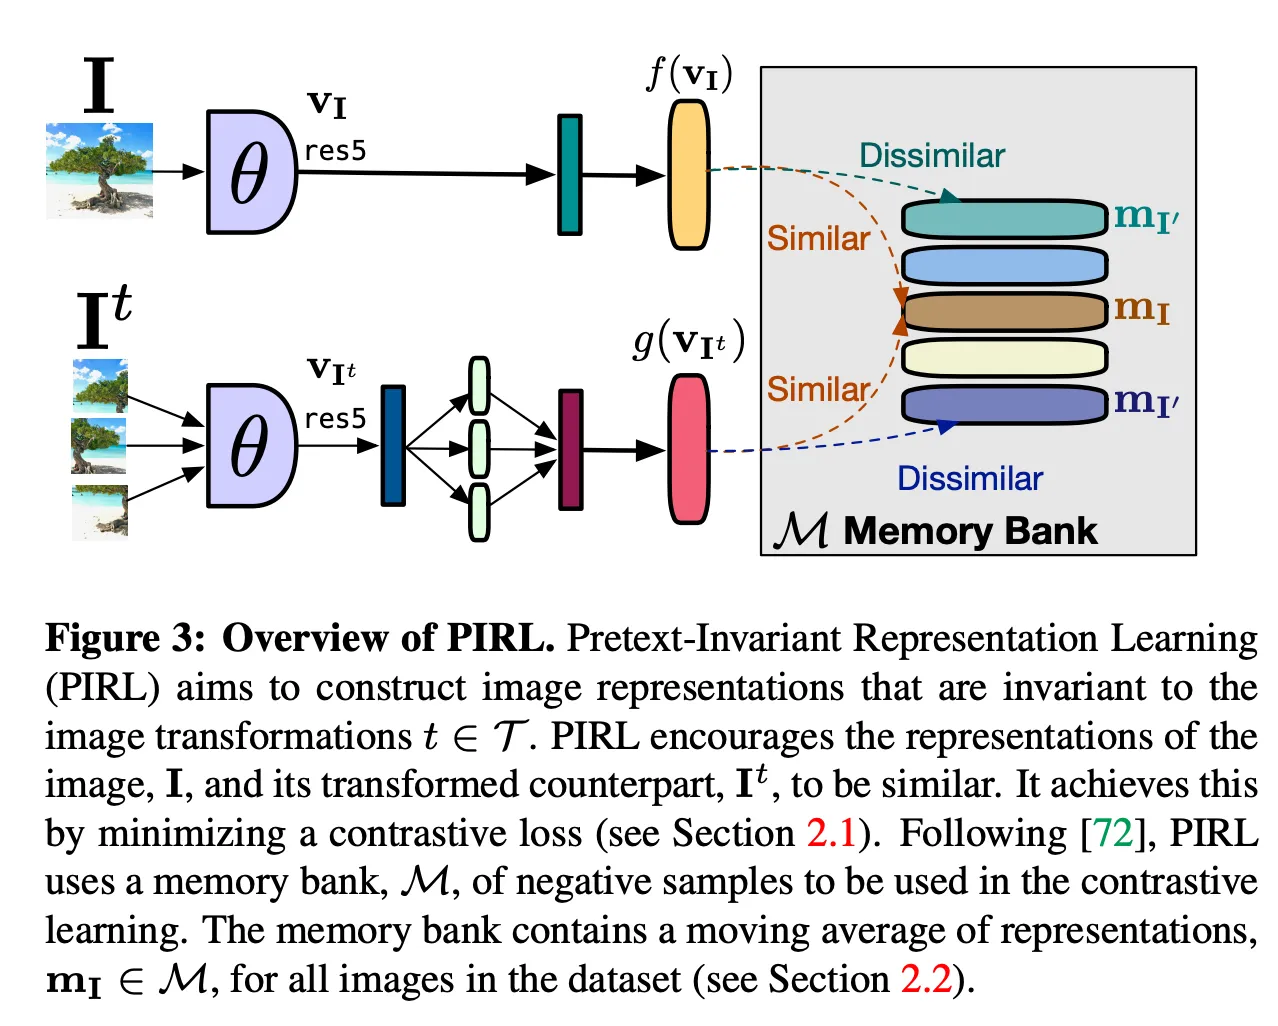 I
v_I
res5
θ
f(v_I)
Dissimilar
Similar
m_I′
m_I
I^t
v_I^t
res5
θ
g(v_I^t)
Similar
m_I′
Dissimilar
ℳ Memory Bank
Figure 3: Overview of PIRL. Pretext-Invariant Representation Learning
(PIRL) aims to construct image representations that are invariant to the
image transformations t ∈ 𝒯. PIRL encourages the representations of the
image, I, and its transformed counterpart, I^t, to be similar. It achieves this
by minimizing a contrastive loss (see Section 2.1). Following [72], PIRL
uses a memory bank, ℳ, of negative samples to be used in the contrastive
learning. The memory bank contains a moving average of representations,
m_I ∈ ℳ, for all images in the dataset (see Section 2.2).